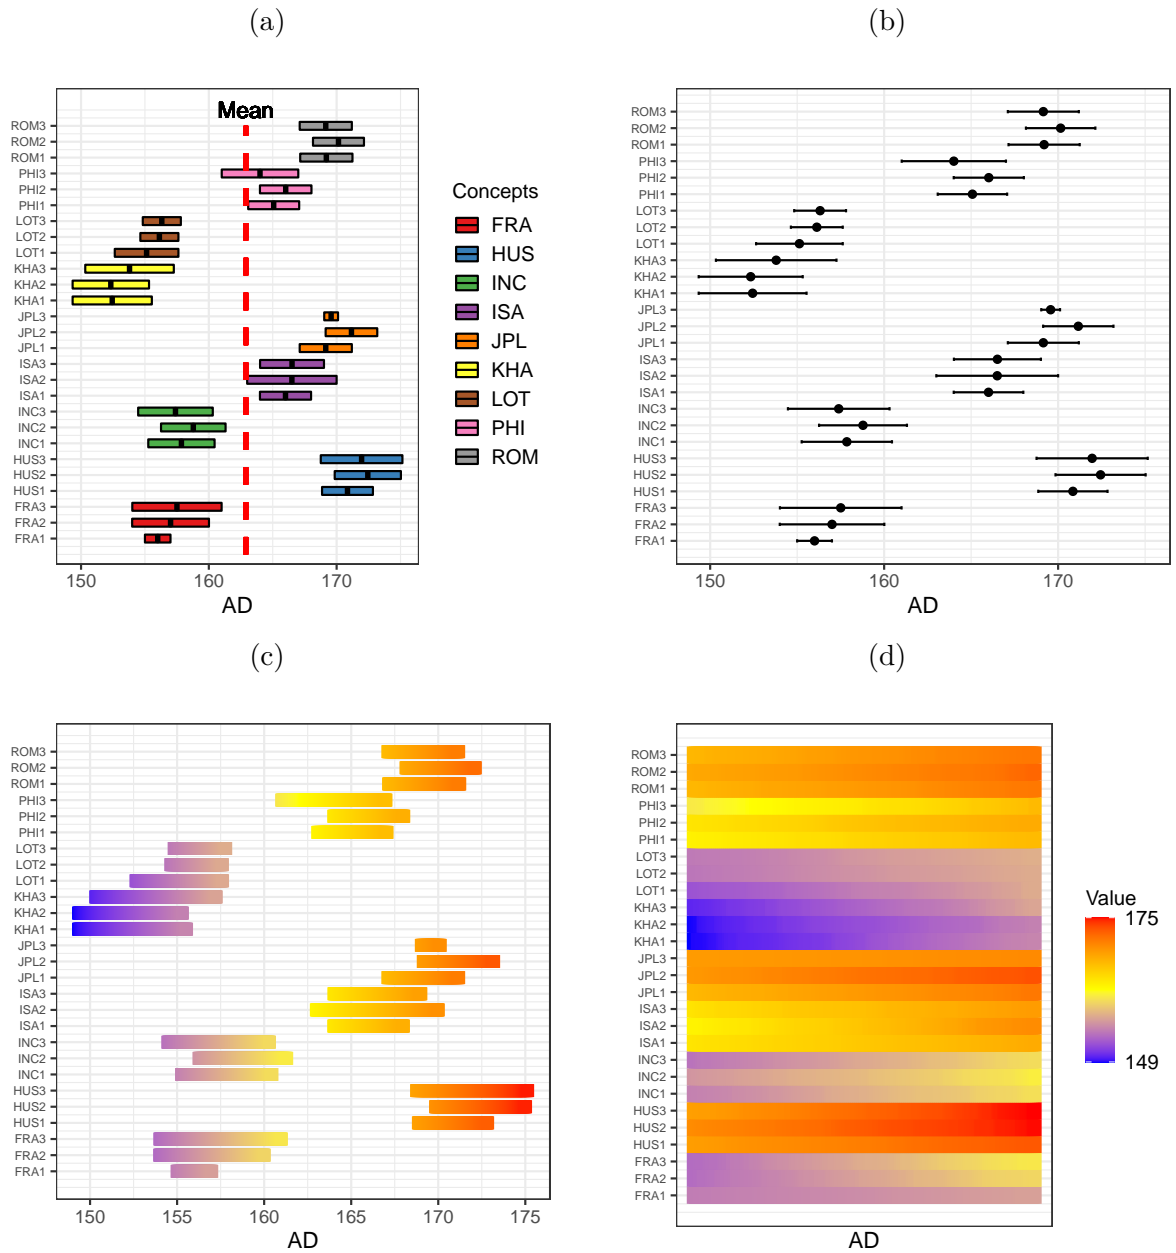 (a)
Mean
ROM3
ROM2
ROM1
PHI3
PHI2
PHI1
LOT3
LOT2
LOT1
KHA3
KHA2
KHA1
JPL3
JPL2
JPL1
ISA3
ISA2
ISA1
INC3
INC2
INC1
HUS3
HUS2
HUS1
FRA3
FRA2
FRA1
150 160 170
AD
Concepts
FRA
HUS
INC
ISA
JPL
KHA
LOT
PHI
ROM
(b)
ROM3
ROM2
ROM1
PHI3
PHI2
PHI1
LOT3
LOT2
LOT1
KHA3
KHA2
KHA1
JPL3
JPL2
JPL1
ISA3
ISA2
ISA1
INC3
INC2
INC1
HUS3
HUS2
HUS1
FRA3
FRA2
FRA1
150 160 170
AD
(c)
ROM3
ROM2
ROM1
PHI3
PHI2
PHI1
LOT3
LOT2
LOT1
KHA3
KHA2
KHA1
JPL3
JPL2
JPL1
ISA3
ISA2
ISA1
INC3
INC2
INC1
HUS3
HUS2
HUS1
FRA3
FRA2
FRA1
150 155 160 165 170 175
AD
(d)
ROM3
ROM2
ROM1
PHI3
PHI2
PHI1
LOT3
LOT2
LOT1
KHA3
KHA2
KHA1
JPL3
JPL2
JPL1
ISA3
ISA2
ISA1
INC3
INC2
INC1
HUS3
HUS2
HUS1
FRA3
FRA2
FRA1
AD
Value
175
149